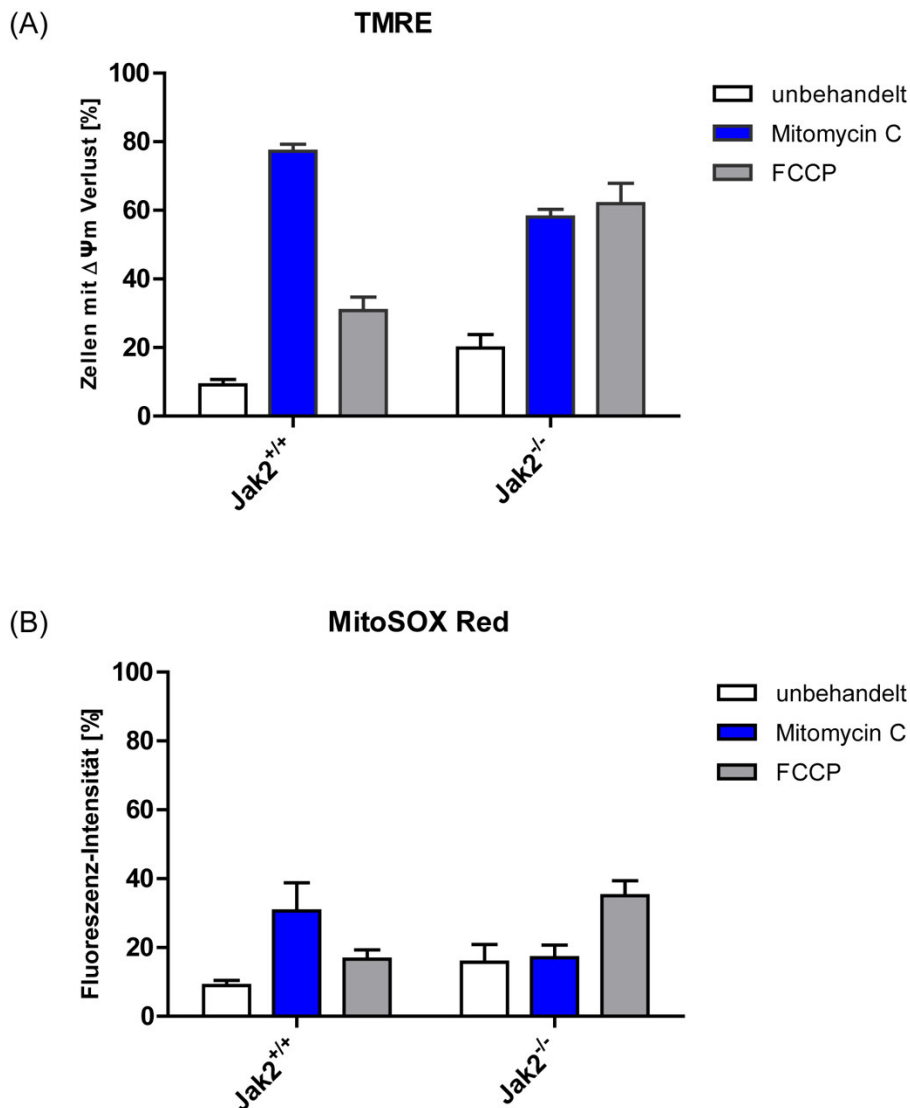 (A)
TMRE
Zellen mit ΔΨm Verlust [%]
100
80
60
40
20
0
Jak2+/+
Jak2-/-
unbehandelt
Mitomycin C
FCCP
(B)
MitoSOX Red
Fluoreszenz-Intensität [%]
100
80
60
40
20
0
Jak2+/+
Jak2-/-
unbehandelt
Mitomycin C
FCCP